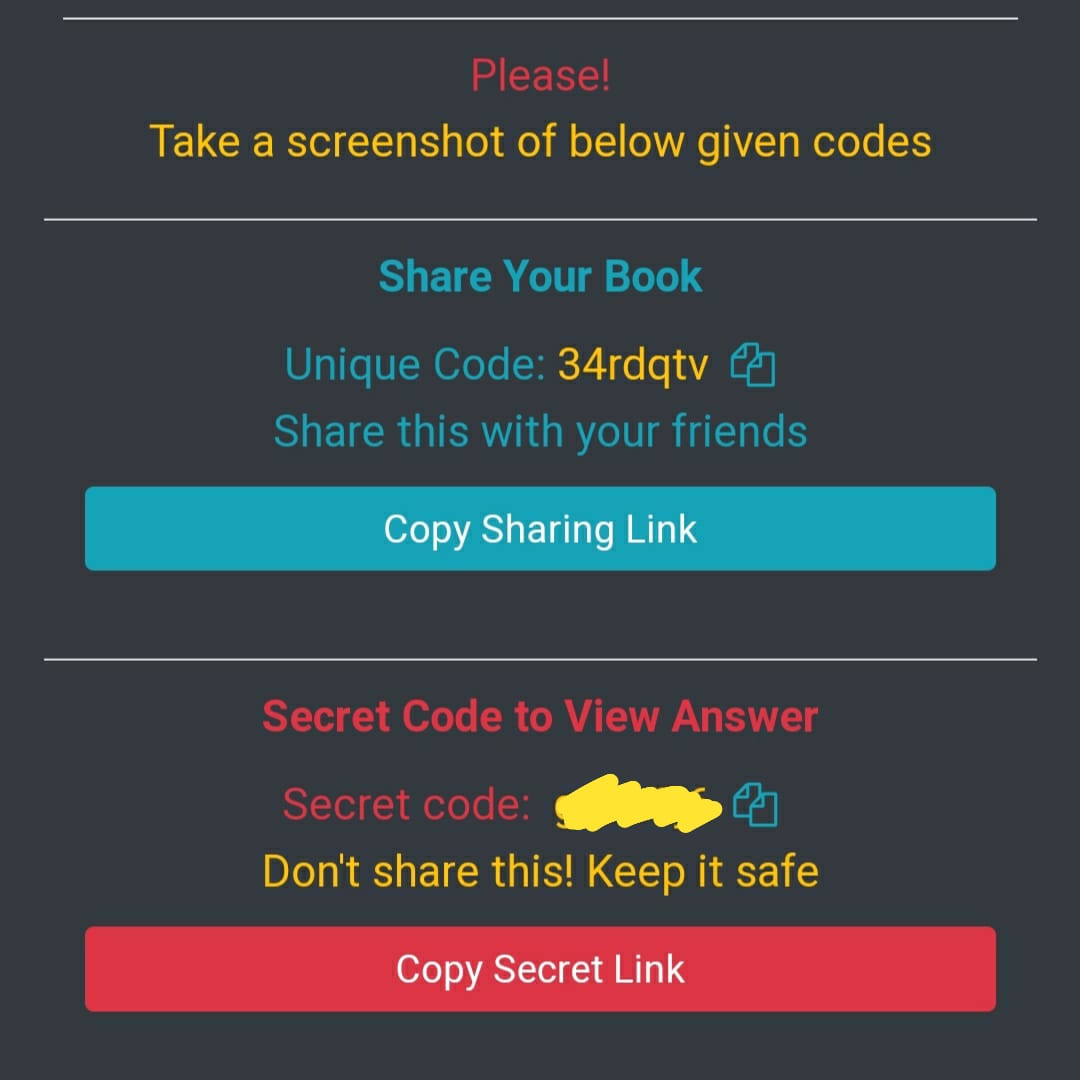 Please!
Take a screenshot of below given codes
Share Your Book
Unique Code: 34rdqtv
Share this with your friends
Copy Sharing Link
Secret Code to View Answer
Secret code:
Don't share this! Keep it safe
Copy Secret Link